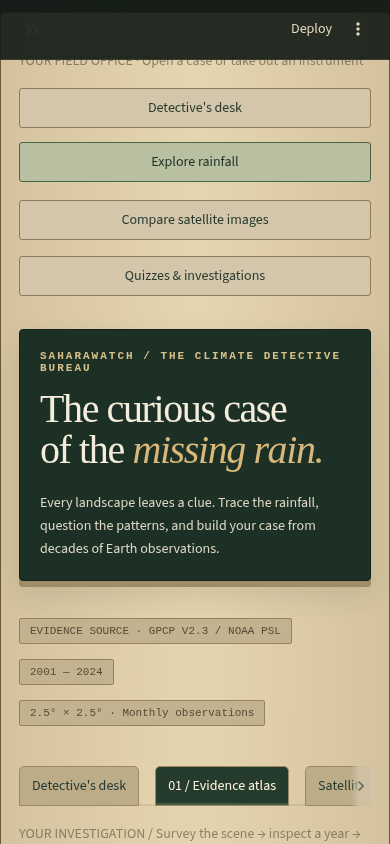 Deploy
YOUR FIELD OFFICE · Open a case or take out an instrument
Detective's desk
Explore rainfall
Compare satellite images
Quizzes & investigations
SAHARAWATCH / THE CLIMATE DETECTIVE
BUREAU
The curious case
of the missing rain.
Every landscape leaves a clue. Trace the rainfall,
question the patterns, and build your case from
decades of Earth observations.
EVIDENCE SOURCE · GPCP V2.3 / NOAA PSL
2001 — 2024
2.5° × 2.5° · Monthly observations
Detective's desk
01 / Evidence atlas
YOUR INVESTIGATION / Survey the scene → inspect a year →